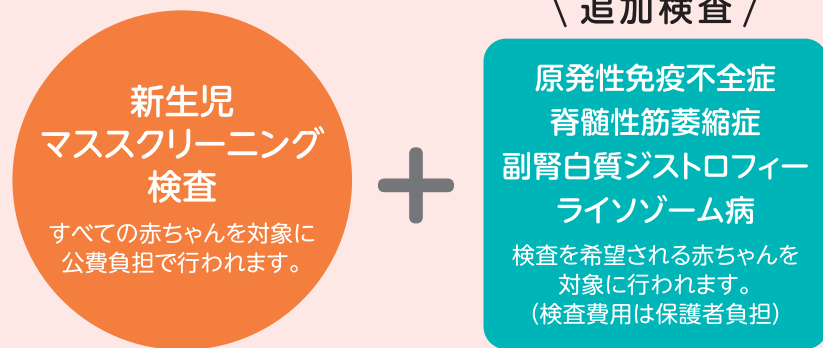 新生児
マススクリーニング
検査
すべての赤ちゃんを対象に
公費負担で行われます。
+
\ 追加検査 /
原発性免疫不全症
脊髄性筋萎縮症
副腎白質ジストロフィー
ライソゾーム病
検査を希望される赤ちゃんを
対象に行われます。
(検査費用は保護者負担)